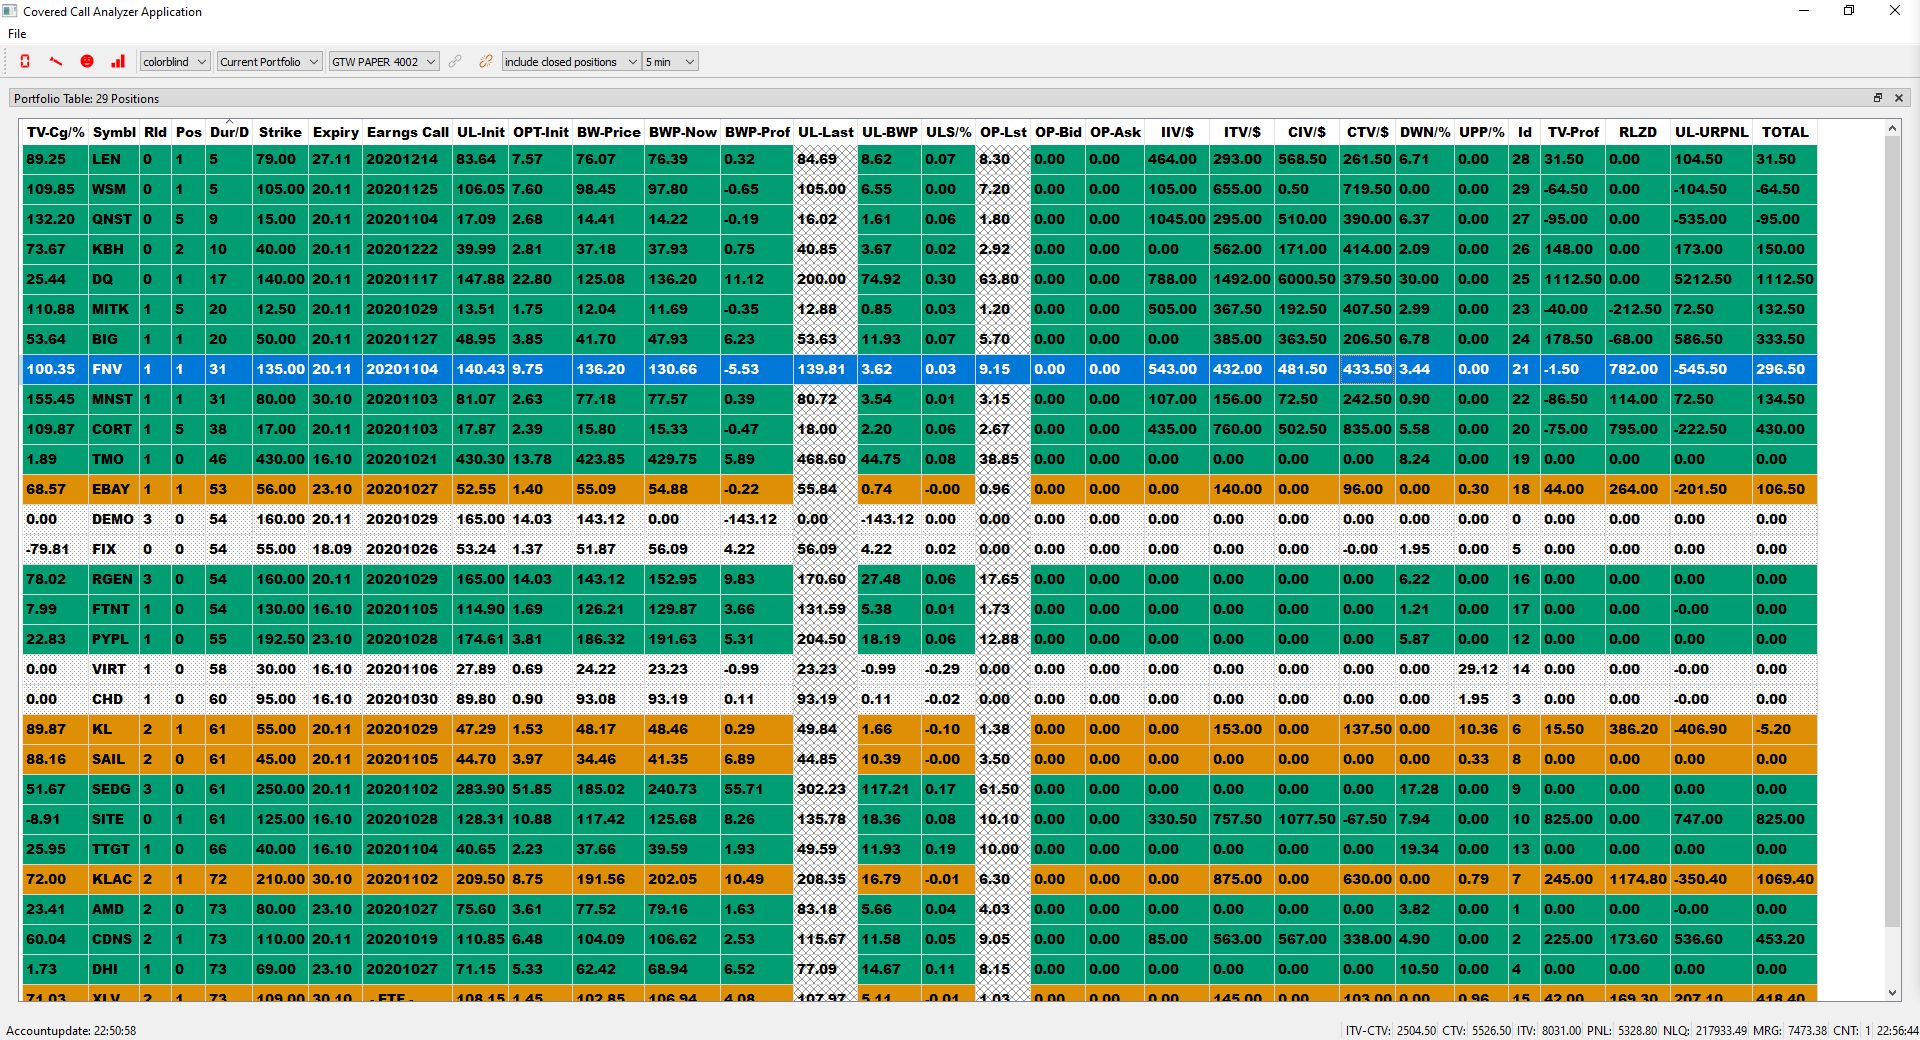 Covered Call Analyzer Application
File
colorblind Current Portfolio GTW PAPER 4002 include closed positions 5 min
Portfolio Table: 29 Positions
TV-Cg/% Symbl Rld Pos Dur/D Strike Expiry Earngs Call UL-Init OPT-Init BW-Price BWP-Now BWP-Prof UL-Last UL-BWP ULS/% OP-Lst OP-Bid OP-Ask IIV/$ ITV/$ CIV/$ CTV/$ DWN/% UPP/% Id TV-Prof RLZD UL-URPNL TOTAL
89.25 LEN 0 1 5 79.00 27.11 20201214 83.64 7.57 76.07 76.39 0.32 84.69 8.62 0.07 8.30 0.00 0.00 464.00 293.00 568.50 261.50 6.71 0.00 28 31.50 0.00 104.50 31.50
109.85 WSM 0 1 5 105.00 20.11 20201125 106.05 7.60 98.45 97.80 -0.65 105.00 6.55 0.00 7.20 0.00 0.00 105.00 655.00 0.50 719.50 0.00 0.00 29 -64.50 0.00 -104.50 -64.50
132.20 QNST 0 5 9 15.00 20.11 20201104 17.09 2.68 14.41 14.22 -0.19 16.02 1.61 0.06 1.80 0.00 0.00 1045.00 295.00 510.00 390.00 6.37 0.00 27 -95.00 0.00 -535.00 -95.00
73.67 KBH 0 2 10 40.00 20.11 20201222 39.99 2.81 37.18 37.93 0.75 40.85 3.67 0.02 2.92 0.00 0.00 0.00 562.00 171.00 414.00 2.09 0.00 26 148.00 0.00 173.00 150.00
25.44 DQ 0 1 17 140.00 20.11 20201117 147.88 22.80 125.08 136.20 11.12 200.00 74.92 0.30 63.80 0.00 0.00 788.00 1492.00 6000.50 379.50 30.00 0.00 25 1112.50 0.00 5212.50 1112.50
110.88 MITK 1 5 20 12.50 20.11 20201029 13.51 1.75 12.04 11.69 -0.35 12.88 0.85 0.03 1.20 0.00 0.00 505.00 367.50 192.50 407.50 2.99 0.00 23 -40.00 -212.50 72.50 132.50
53.64 BIG 1 1 20 50.00 20.11 20201127 48.95 3.85 41.70 47.93 6.23 53.63 11.93 0.07 5.70 0.00 0.00 0.00 385.00 363.50 206.50 6.78 0.00 24 178.50 -68.00 586.50 333.50
100.35 FNV 1 1 31 135.00 20.11 20201104 140.43 9.75 136.20 130.66 -5.53 139.81 3.62 0.03 9.15 0.00 0.00 543.00 432.00 481.50 433.50 3.44 0.00 21 -1.50 782.00 -545.50 296.50
155.45 MNST 1 1 31 80.00 30.10 20201103 81.07 2.63 77.18 77.57 0.39 80.72 3.54 0.01 3.15 0.00 0.00 107.00 156.00 72.50 242.50 0.90 0.00 22 -86.50 114.00 72.50 134.50
109.87 CORT 1 5 38 17.00 20.11 20201103 17.87 2.39 15.80 15.33 -0.47 18.00 2.20 0.06 2.67 0.00 0.00 435.00 760.00 502.50 835.00 5.58 0.00 20 -75.00 795.00 -222.50 430.00
1.89 TMO 1 0 46 430.00 16.10 20201021 430.30 13.78 423.85 429.75 5.89 468.60 44.75 0.08 38.85 0.00 0.00 0.00 0.00 0.00 0.00 8.24 0.00 19 0.00 0.00 0.00 0.00
68.57 EBAY 1 1 53 56.00 23.10 20201027 52.55 1.40 55.09 54.88 -0.22 55.84 0.74 -0.00 0.96 0.00 0.00 0.00 140.00 0.00 96.00 0.00 0.30 18 44.00 264.00 -201.50 106.50
0.00 DEMO 3 0 54 160.00 20.11 20201029 165.00 14.03 143.12 0.00 -143.12 0.00 -143.12 0.00 0.00 0.00 0.00 0.00 0.00 0.00 0.00 0.00 0.00 0 0.00 0.00 0.00 0.00
-79.81 FIX 0 0 54 55.00 18.09 20201026 53.24 1.37 51.87 56.09 4.22 56.09 4.22 0.02 0.00 0.00 0.00 0.00 0.00 0.00 -0.00 1.95 0.00 5 0.00 0.00 0.00 0.00
78.02 RGEN 3 0 54 160.00 20.11 20201029 165.00 14.03 143.12 152.95 9.83 170.60 27.48 0.06 17.65 0.00 0.00 0.00 0.00 0.00 0.00 6.22 0.00 16 0.00 0.00 0.00 0.00
7.99 FTNT 1 0 54 130.00 16.10 20201105 114.90 1.69 126.21 129.87 3.66 131.59 5.38 0.01 1.73 0.00 0.00 0.00 0.00 0.00 0.00 1.21 0.00 17 0.00 0.00 -0.00 0.00
22.83 PYPL 1 0 55 192.50 23.10 20201028 174.61 3.81 186.32 191.63 5.31 204.50 18.19 0.06 12.88 0.00 0.00 0.00 0.00 0.00 0.00 5.87 0.00 12 0.00 0.00 0.00 0.00
0.00 VIRT 1 0 58 30.00 16.10 20201106 27.89 0.69 24.22 23.23 -0.99 23.23 -0.99 -0.29 0.00 0.00 0.00 0.00 0.00 0.00 0.00 0.00 29.12 14 0.00 0.00 -0.00 0.00
0.00 CHD 1 0 60 95.00 16.10 20201030 89.80 0.90 93.08 93.19 0.11 93.19 0.11 -0.02 0.00 0.00 0.00 0.00 0.00 0.00 0.00 0.00 1.95 3 0.00 0.00 -0.00 0.00
89.87 KL 2 1 61 55.00 20.11 20201029 47.29 1.53 48.17 48.46 0.29 49.84 1.66 -0.10 1.38 0.00 0.00 0.00 153.00 0.00 137.50 0.00 10.36 6 15.50 386.20 -406.90 -5.20
88.16 SAIL 2 0 61 45.00 20.11 20201105 44.70 3.97 34.46 41.35 6.89 44.85 10.39 -0.00 3.50 0.00 0.00 0.00 0.00 0.00 0.00 0.00 0.33 8 0.00 0.00 0.00 0.00
51.67 SEDG 3 0 61 250.00 20.11 20201102 283.90 51.85 185.02 240.73 55.71 302.23 117.21 0.17 61.50 0.00 0.00 0.00 0.00 0.00 0.00 17.28 0.00 9 0.00 0.00 0.00 0.00
-8.91 SITE 0 1 61 125.00 16.10 20201028 128.31 10.88 117.42 125.68 8.26 135.78 18.36 0.08 10.10 0.00 0.00 330.50 757.50 1077.50 -67.50 7.94 0.00 10 825.00 0.00 747.00 825.00
25.95 TTGT 1 0 66 40.00 16.10 20201104 40.65 2.23 37.66 39.59 1.93 49.59 11.93 0.19 10.00 0.00 0.00 0.00 0.00 0.00 0.00 19.34 0.00 13 0.00 0.00 0.00 0.00
72.00 KLAC 2 1 72 210.00 30.10 20201102 209.50 8.75 191.56 202.05 10.49 208.35 16.79 -0.01 6.30 0.00 0.00 0.00 875.00 0.00 630.00 0.00 0.79 7 245.00 1174.80 -350.40 1069.40
23.41 AMD 2 0 73 80.00 23.10 20201027 75.60 3.61 77.52 79.16 1.63 83.18 5.66 0.04 4.03 0.00 0.00 0.00 0.00 0.00 0.00 3.82 0.00 1 0.00 0.00 -0.00 0.00
60.04 CDNS 2 1 73 110.00 20.11 20201019 110.85 6.48 104.09 106.62 2.53 115.67 11.58 0.05 9.05 0.00 0.00 85.00 563.00 567.00 338.00 4.90 0.00 2 225.00 173.60 536.60 453.20
1.73 DHI 1 0 73 69.00 23.10 20201027 71.15 5.33 62.42 68.94 6.52 77.09 14.67 0.11 8.15 0.00 0.00 0.00 0.00 0.00 0.00 10.50 0.00 4 0.00 0.00 0.00 0.00
71.03 XLV 2 1 73 109.00 30.10 - ETF - 108.15 1.45 102.85 106.94 4.08 107.97 5.11 -0.01 1.03 0.00 0.00 0.00 145.00 0.00 103.00 0.00 0.96 15 42.00 169.30 207.10 418.40
Accountupdate: 22:50:58 ITV-CTV: 2504.50 CTV: 5526.50 ITV: 8031.00 PNL: 5328.80 NLQ: 217933.49 MRG: 7473.38 CNT: 1 22:56:44